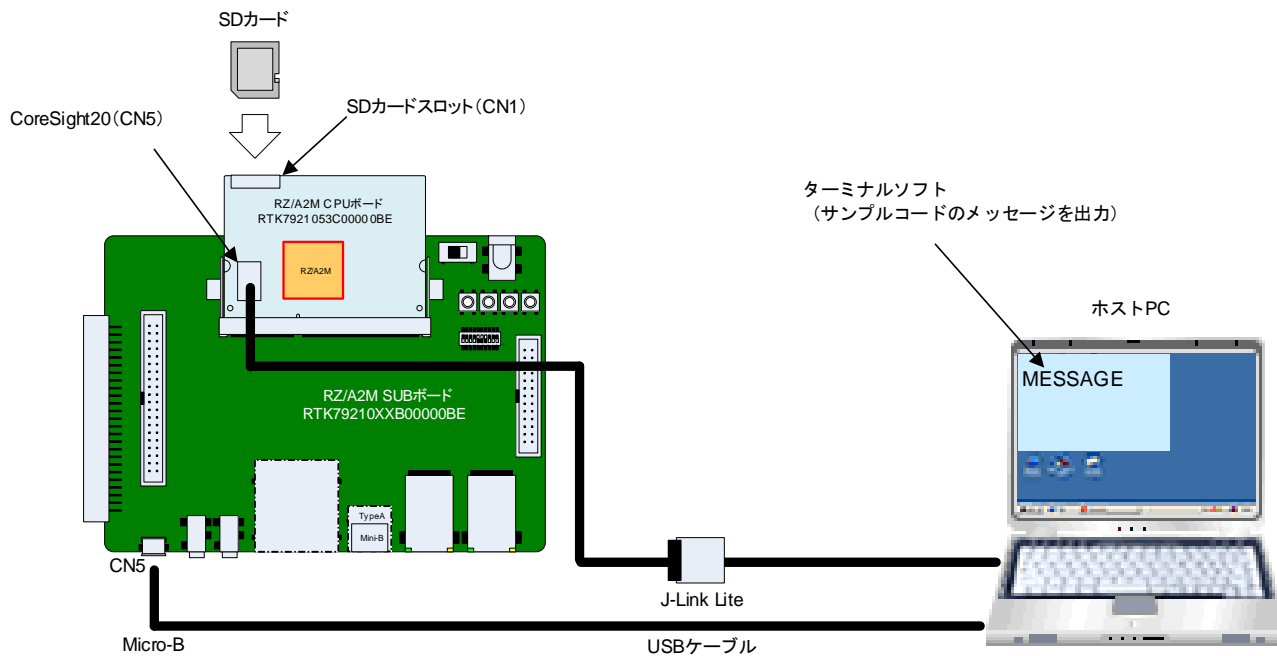 SDカード
CoreSight20(CN5)
SDカードスロット(CN1)
RZ/A2M CPUボード
RTK7921053C00000BE
RZ/A2M
ターミナルソフト
(サンプルコードのメッセージを出力)
ホストPC
MESSAGE
RZ/A2M SUBボード
RTK79210XXB00000BE
TypeA
Mini-B
CN5
J-Link Lite
Micro-B
USBケーブル